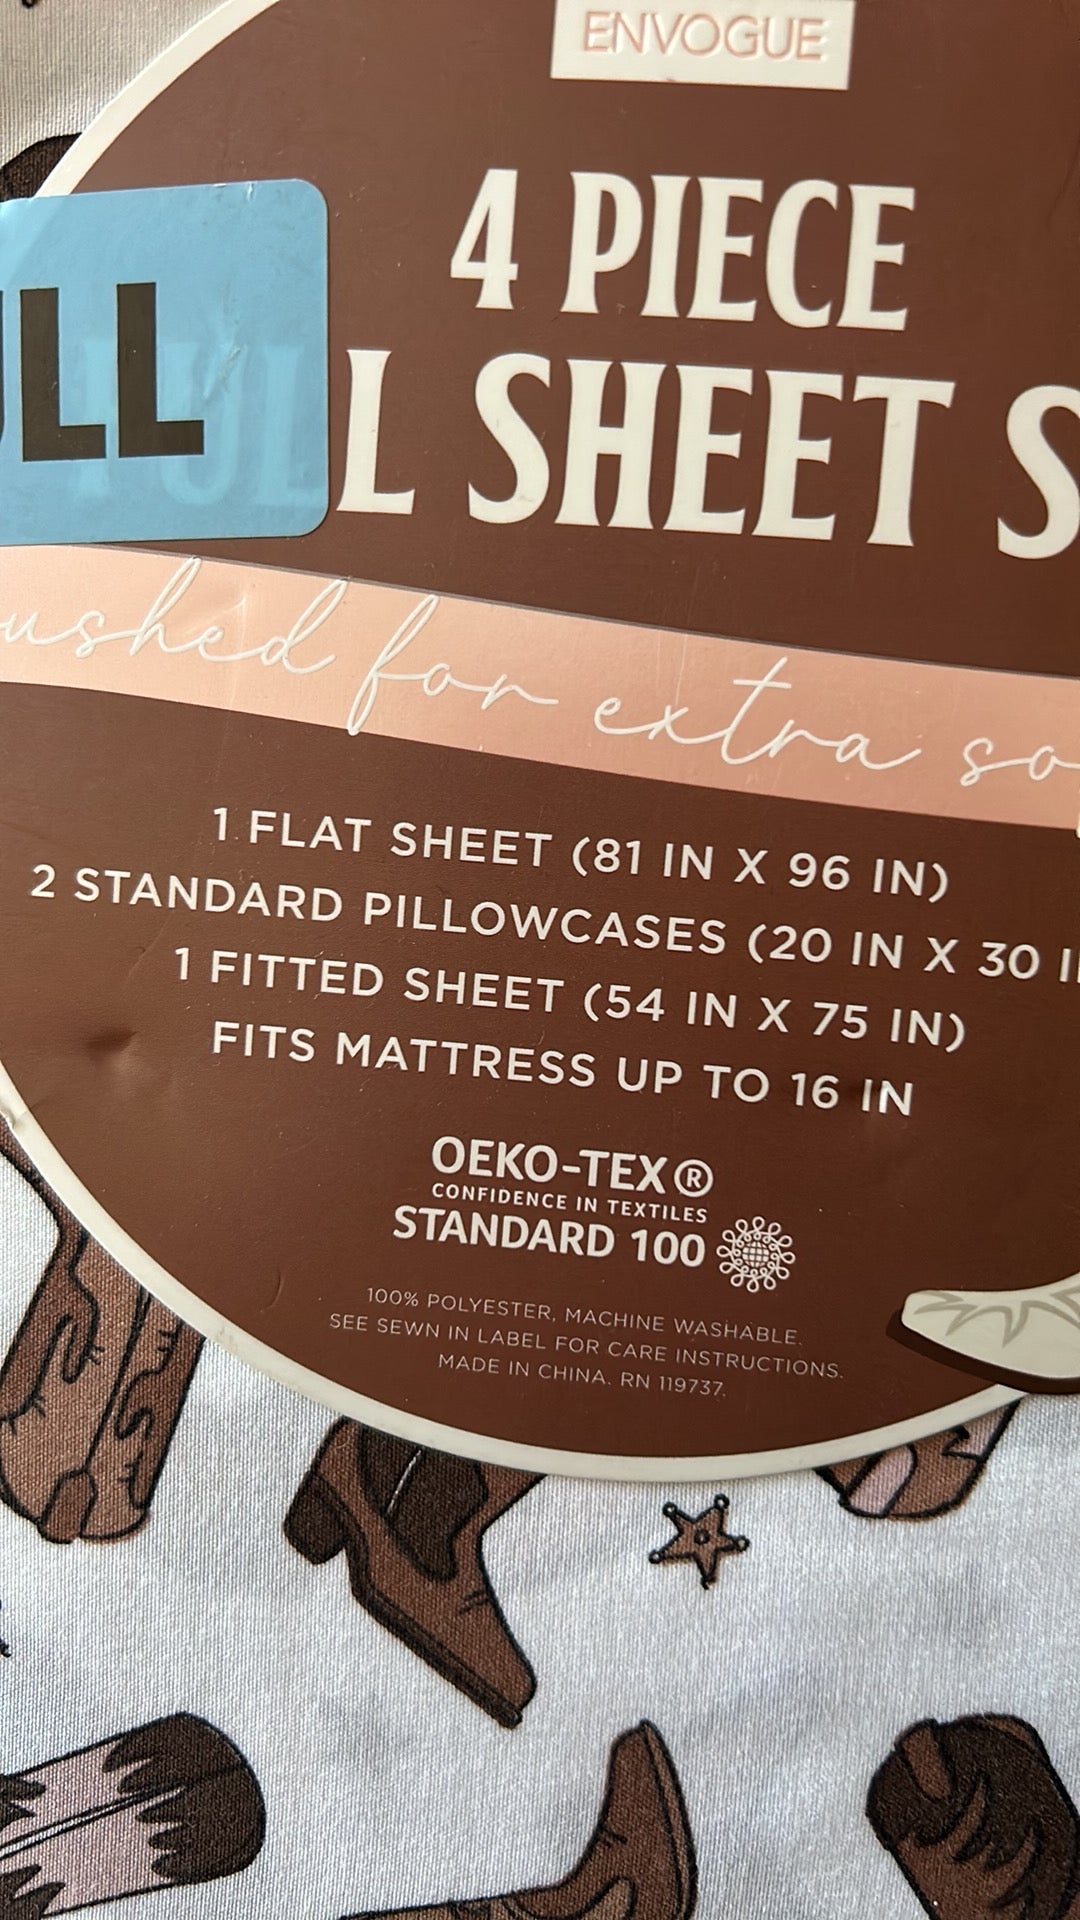 ENVOGUE
4 PIECE
ULL
L SHEET S
ushed for extra so
1 FLAT SHEET (81 IN X 96 IN)
2 STANDARD PILLOWCASES (20 IN X 30 I
1 FITTED SHEET (54 IN X 75 IN)
FITS MATTRESS UP TO 16 IN
OEKO-TEX®
CONFIDENCE IN TEXTILES
STANDARD 100
100% POLYESTER, MACHINE WASHABLE.
SEE SEWN IN LABEL FOR CARE INSTRUCTIONS.
MADE IN CHINA. RN 119737.